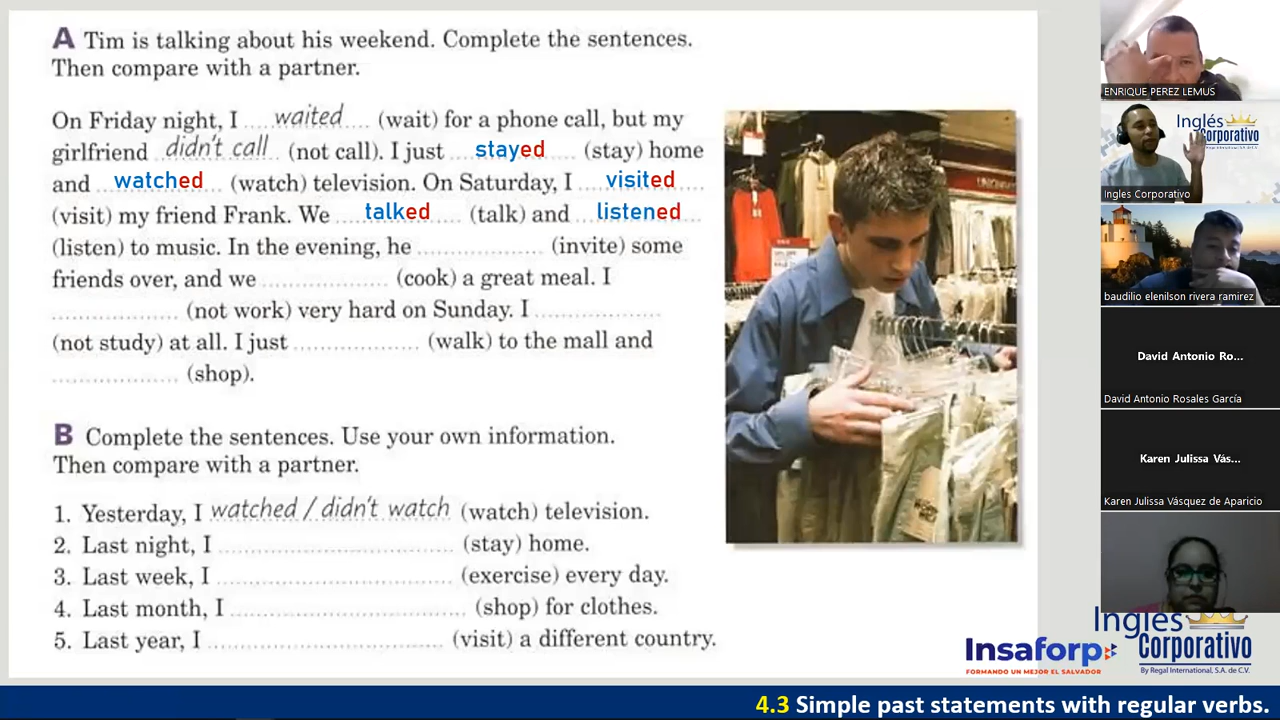 A Tim is talking about his weekend. Complete the sentences.
Then compare with a partner.
On Friday night, I waited (wait) for a phone call, but my
girlfriend didn't call (not call). I just stayed (stay) home
and watched (watch) television. On Saturday, I visited
(visit) my friend Frank. We talked (talk) and listened
(listen) to music. In the evening, he (invite) some
friends over, and we (cook) a great meal. I
(not work) very hard on Sunday. I
(not study) at all. I just (walk) to the mall and
(shop).
B Complete the sentences. Use your own information.
Then compare with a partner.
1. Yesterday, I watched / didn't watch (watch) television.
2. Last night, I (stay) home.
3. Last week, I (exercise) every day.
4. Last month, I (shop) for clothes.
5. Last year, I (visit) a different country.
ENRIQUE PEREZ LEMUS
Inglés
Corporativo
Ingles Corporativo
baudilio elenilson rivera ramirez
David Antonio Ro...
David Antonio Rosales García
Karen Julissa Vás...
Karen Julissa Vásquez de Aparicio
Insaforp
FORMANDO UN MEJOR EL SALVADOR
Inglés
Corporativo
By Regal International, S.A. de C.V.
4.3 Simple past statements with regular verbs.